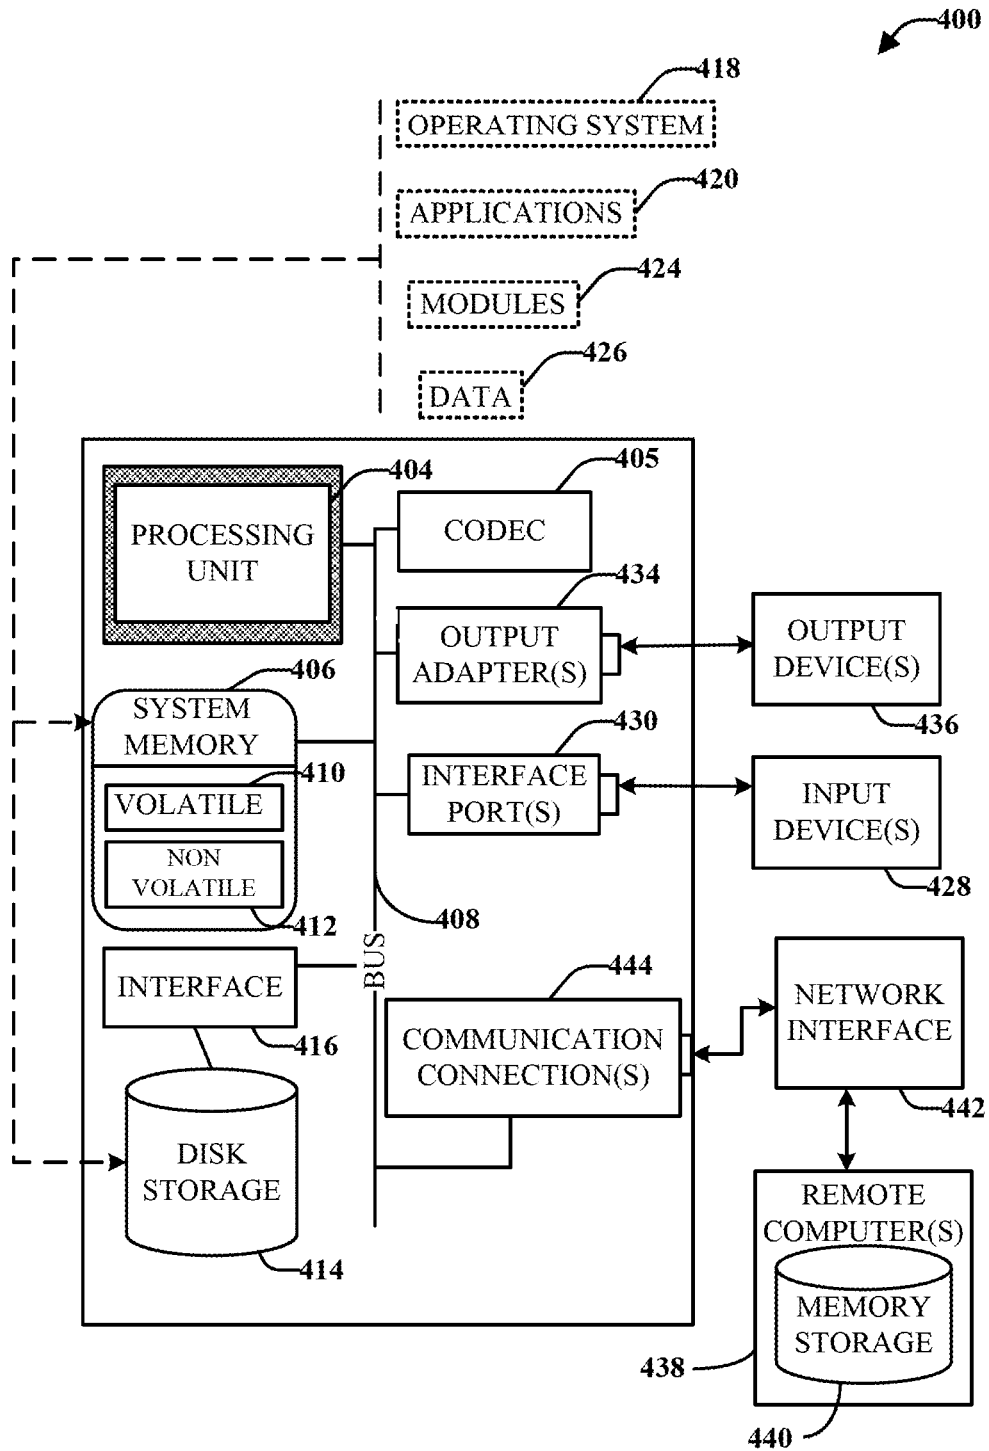 400
418
OPERATING SYSTEM
420
APPLICATIONS
424
MODULES
426
DATA
404
PROCESSING
UNIT
405
CODEC
434
OUTPUT
ADAPTER(S)
OUTPUT
DEVICE(S)
436
406
SYSTEM
MEMORY
410
VOLATILE
NON
VOLATILE
412
430
INTERFACE
PORT(S)
INPUT
DEVICE(S)
428
408
BUS
INTERFACE
416
444
COMMUNICATION
CONNECTION(S)
NETWORK
INTERFACE
442
DISK
STORAGE
414
REMOTE
COMPUTER(S)
MEMORY
STORAGE
438
440